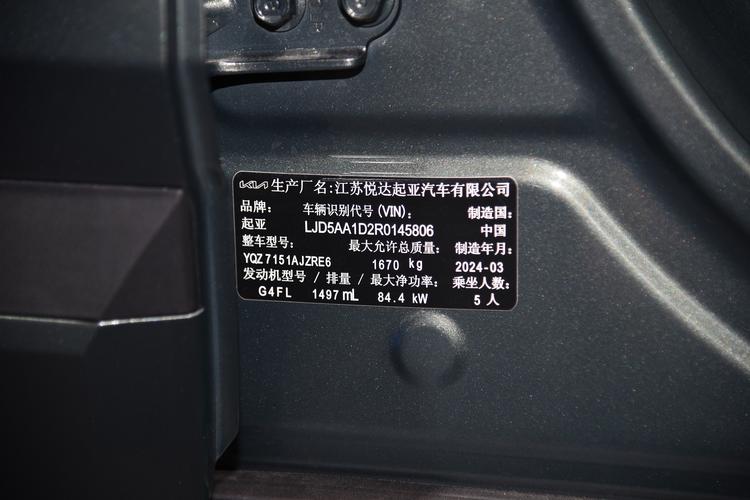 KIA 生产厂名:江苏悦达起亚汽车有限公司
品牌: 车辆识别代号(VIN): 制造国:
起亚 LJD5AA1D2R0145806 中国
整车型号: 最大允许总质量: 制造年月:
YQZ7151AJZRE6 1670 kg 2024-03
发动机型号/排量/最大净功率: 乘坐人数:
G4FL 1497mL 84.4 kW 5人